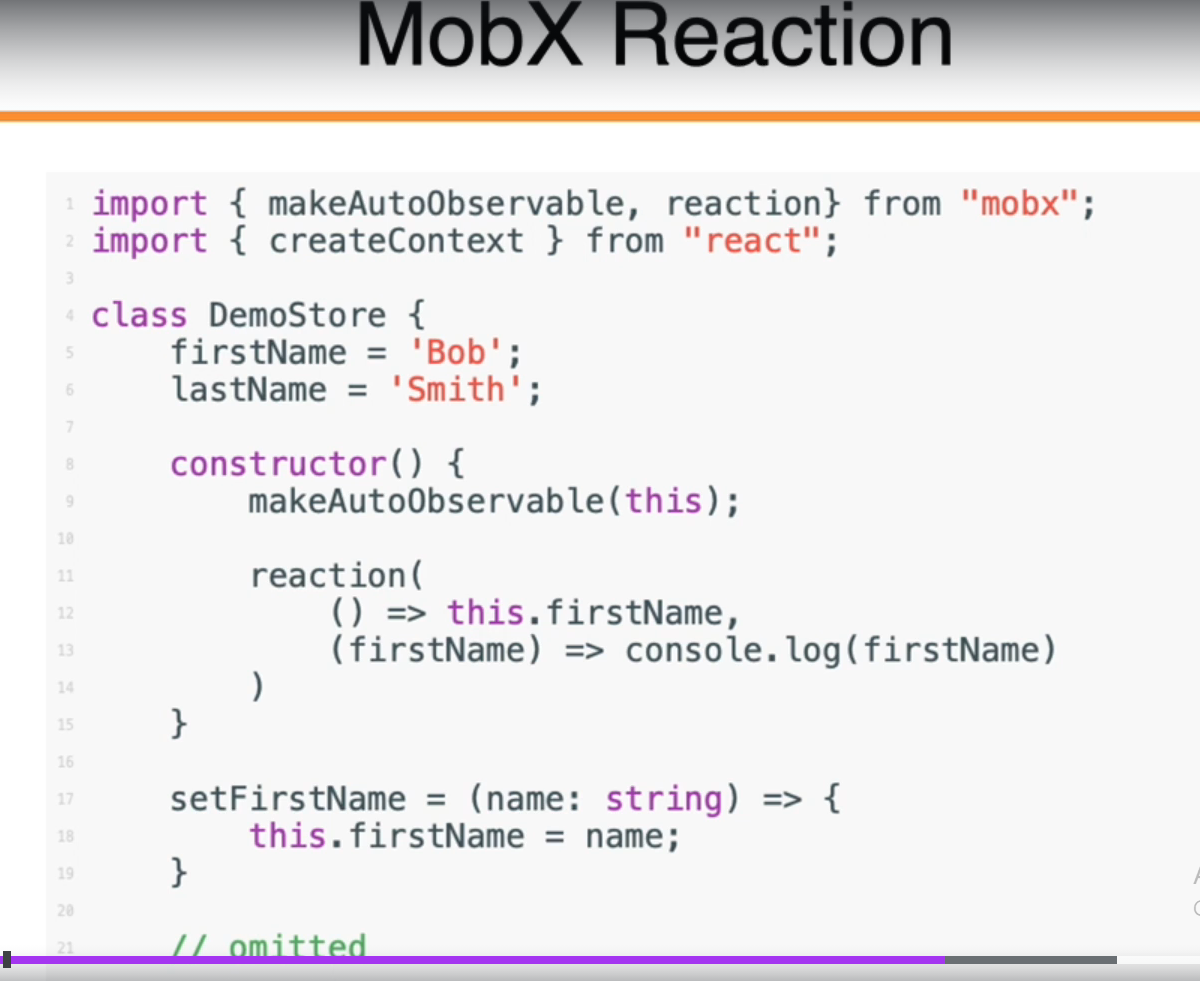 MobX Reaction
1 import { makeAutoObservable, reaction} from "mobx";
2 import { createContext } from "react";
3
4 class DemoStore {
5     firstName = 'Bob';
6     lastName = 'Smith';
7
8     constructor() {
9         makeAutoObservable(this);
10
11         reaction(
12             () => this.firstName,
13             (firstName) => console.log(firstName)
14         )
15     }
16
17     setFirstName = (name: string) => {
18         this.firstName = name;
19     }
20
21     // omitted